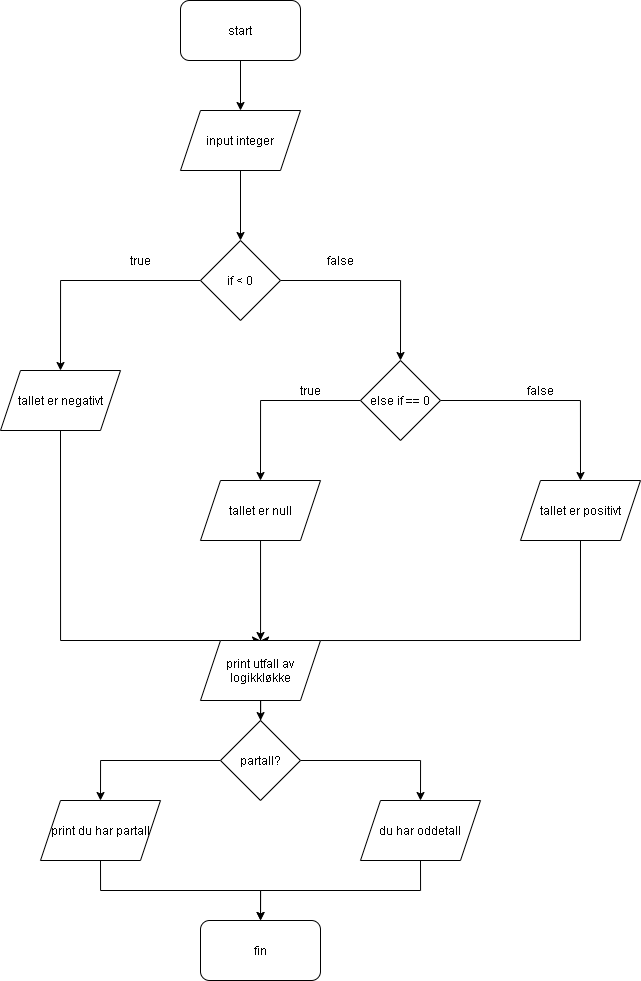 start
input integer
true
false
if < 0
tallet er negativt
true
else if == 0
false
tallet er null
tallet er positivt
print utfall av
logikkløkke
partall?
print du har partall
du har oddetall
fin